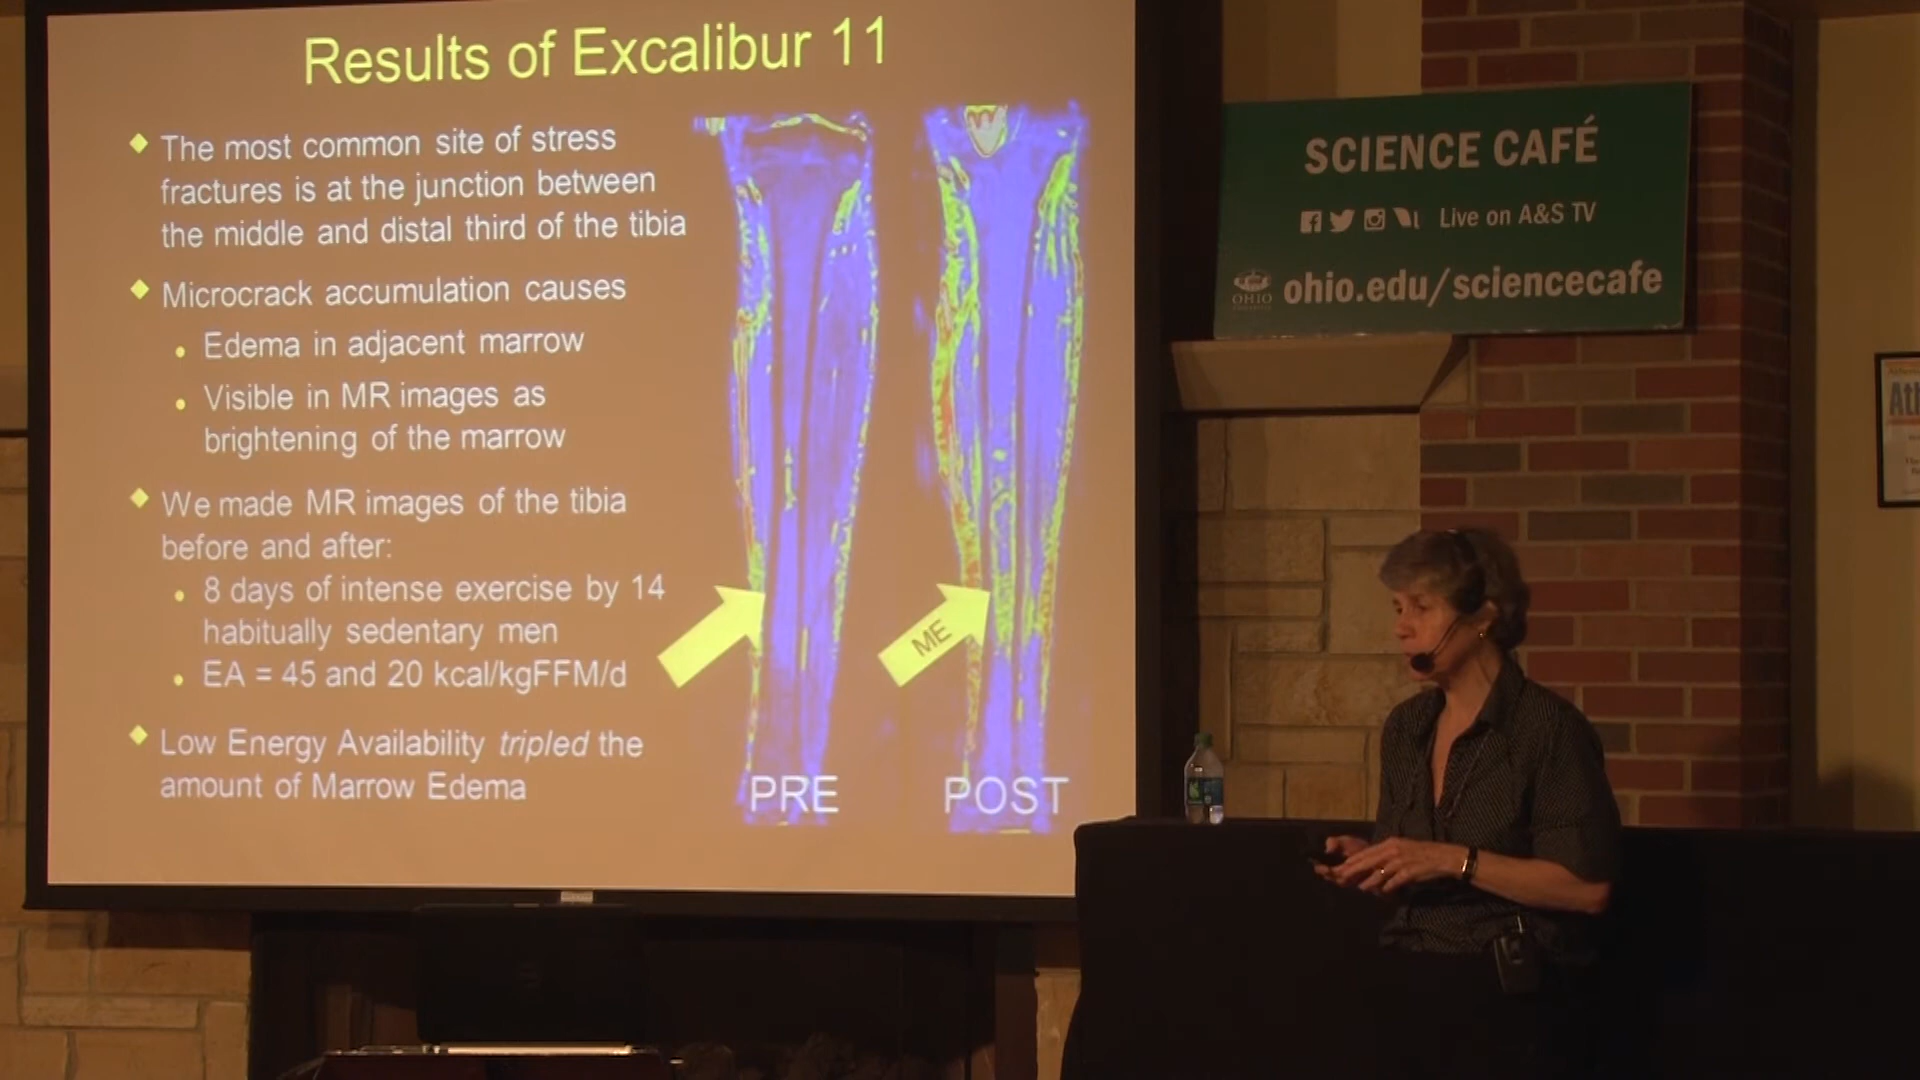 Results of Excalibur 11
The most common site of stress
fractures is at the junction between
the middle and distal third of the tibia
Microcrack accumulation causes
Edema in adjacent marrow
Visible in MR images as
brightening of the marrow
We made MR images of the tibia
before and after:
8 days of intense exercise by 14
habitually sedentary men
EA = 45 and 20 kcal/kgFFM/d
Low Energy Availability tripled the
amount of Marrow Edema
ME
PRE
POST
SCIENCE CAFÉ
Live on A&S TV
OHIO
ohio.edu/sciencecafe